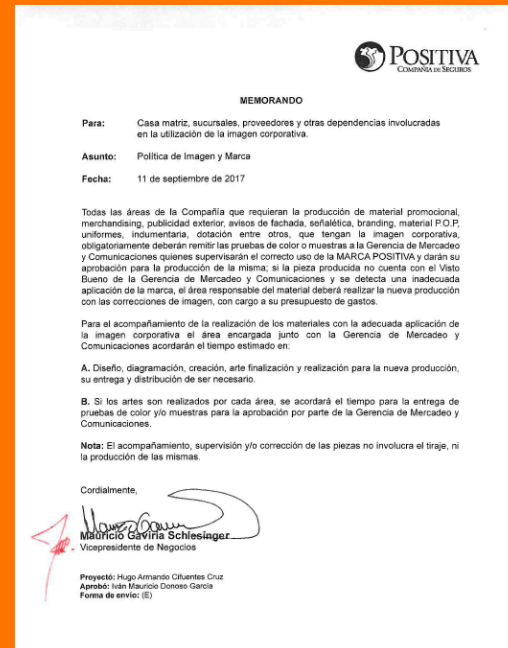 POSITIVA
COMPAÑIA DE SEGUROS
MEMORANDO
Para: Casa matriz, sucursales, proveedores y otras dependencias involucradas
en la utilización de la imagen corporativa.
Asunto: Política de Imagen y Marca
Fecha: 11 de septiembre de 2017
Todas las áreas de la Compañía que requieran la producción de material promocional,
merchandising, publicidad exterior, avisos de fachada, señalética, branding, material P.O.P,
uniformes, indumentaria, dotación entre otros, que tengan la imagen corporativa,
obligatoriamente deberán remitir las pruebas de color o muestras a la Gerencia de Mercadeo
y Comunicaciones quienes supervisarán el correcto uso de la MARCA POSITIVA y darán su
aprobación para la producción de la misma; si la pieza producida no cuenta con el Visto
Bueno de la Gerencia de Mercadeo y Comunicaciones y se detecta una inadecuada
aplicación de la marca, el área responsable del material deberá realizar la nueva producción
con las correcciones de imagen, con cargo a su presupuesto de gastos.
Para el acompañamiento de la realización de los materiales con la adecuada aplicación de
la imagen corporativa el área encargada junto con la Gerencia de Mercadeo y
Comunicaciones acordarán el tiempo estimado en:
A. Diseño, diagramación, creación, arte finalización y realización para la nueva producción,
su entrega y distribución de ser necesario.
B. Si los artes son realizados por cada área, se acordará el tiempo para la entrega de
pruebas de color y/o muestras para la aprobación por parte de la Gerencia de Mercadeo y
Comunicaciones.
Nota: El acompañamiento, supervisión y/o corrección de las piezas no involucra el tiraje, ni
la producción de las mismas.
Cordialmente,
Mauricio Gaviria Schlesinger
Vicepresidente de Negocios
Proyectó: Hugo Armando Cifuentes Cruz
Aprobó: Iván Mauricio Donoso García
Forma de envío: (E)